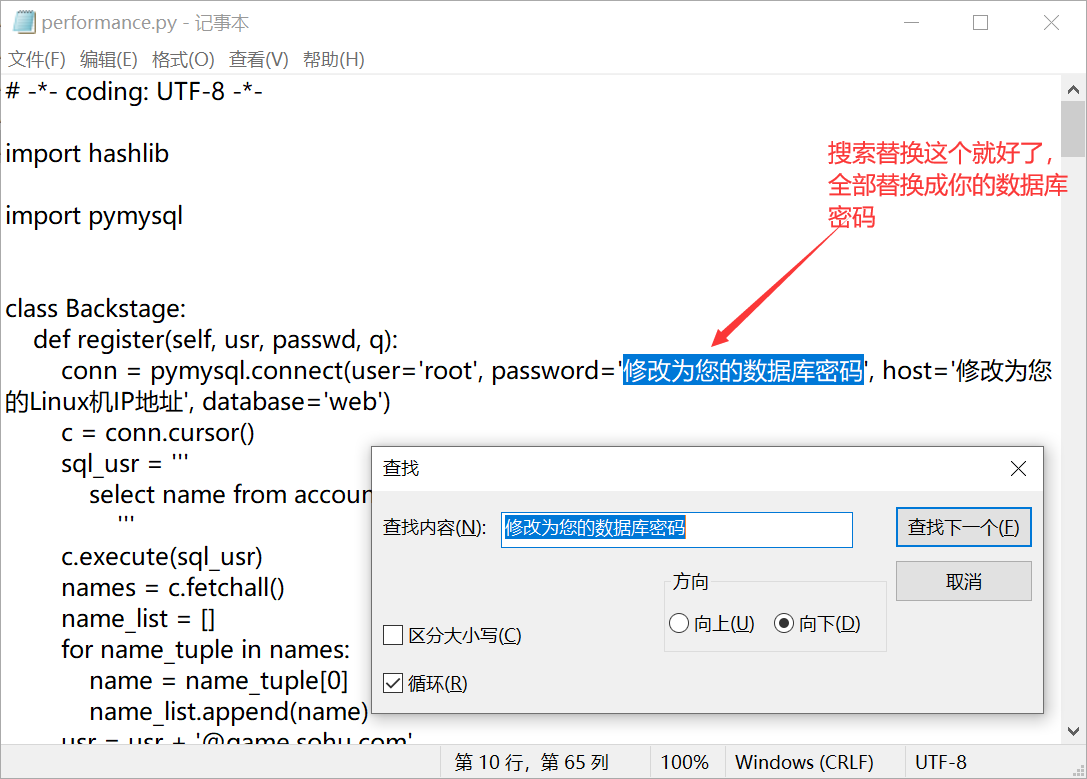 performance.py - 记事本
文件(F) 编辑(E) 格式(O) 查看(V) 帮助(H)
# -*- coding: UTF-8 -*-
import hashlib
搜索替换这个就好了，
全部替换成你的数据库
密码
import pymysql
class Backstage:
def register(self, usr, passwd, q):
conn = pymysql.connect(user='root', password='修改为您的数据库密码', host='修改为您
的Linux机IP地址', database='web')
c = conn.cursor()
sql_usr = '''
select name from accoun
'''
c.execute(sql_usr)
names = c.fetchall()
name_list = []
for name_tuple in names:
name = name_tuple[0]
name_list.append(name)
usr = usr + '@game.sohu.com'
查找
查找内容(N): 修改为您的数据库密码 查找下一个(F)
取消
方向
向上(U) 向下(D)
区分大小写(C)
循环(R)
第 10 行，第 65 列 100% Windows (CRLF) UTF-8